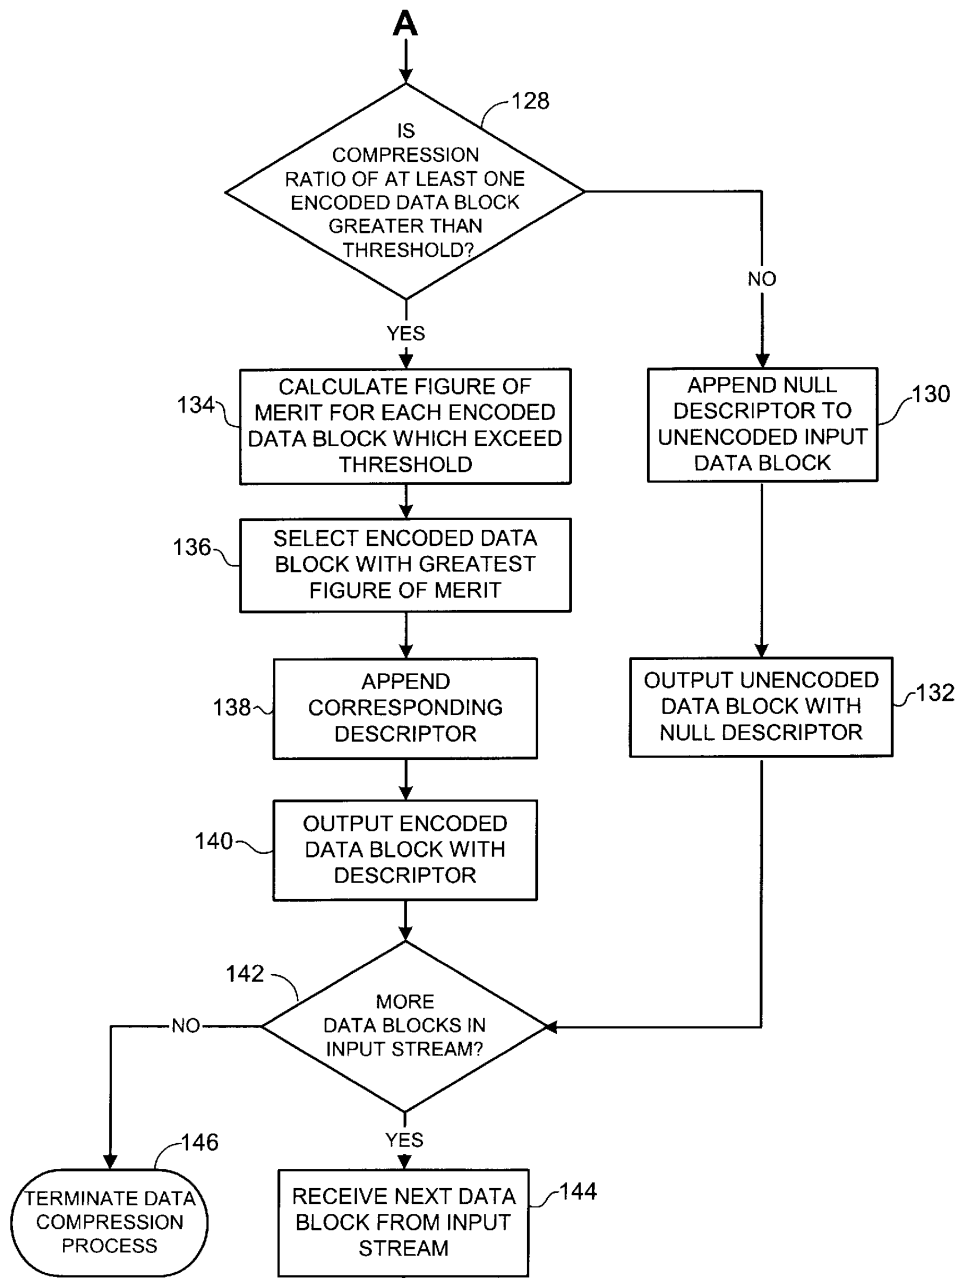 A
128
IS
COMPRESSION
RATIO OF AT LEAST ONE
ENCODED DATA BLOCK
GREATER THAN
THRESHOLD?
NO
YES
134
CALCULATE FIGURE OF
MERIT FOR EACH ENCODED
DATA BLOCK WHICH EXCEED
THRESHOLD
APPEND NULL
DESCRIPTOR TO
UNENCODED INPUT
DATA BLOCK
130
136
SELECT ENCODED DATA
BLOCK WITH GREATEST
FIGURE OF MERIT
138
APPEND
CORRESPONDING
DESCRIPTOR
OUTPUT UNENCODED
DATA BLOCK WITH
NULL DESCRIPTOR
132
140
OUTPUT ENCODED
DATA BLOCK WITH
DESCRIPTOR
142
MORE
DATA BLOCKS IN
INPUT STREAM?
NO
YES
146
TERMINATE DATA
COMPRESSION
PROCESS
RECEIVE NEXT DATA
BLOCK FROM INPUT
STREAM
144